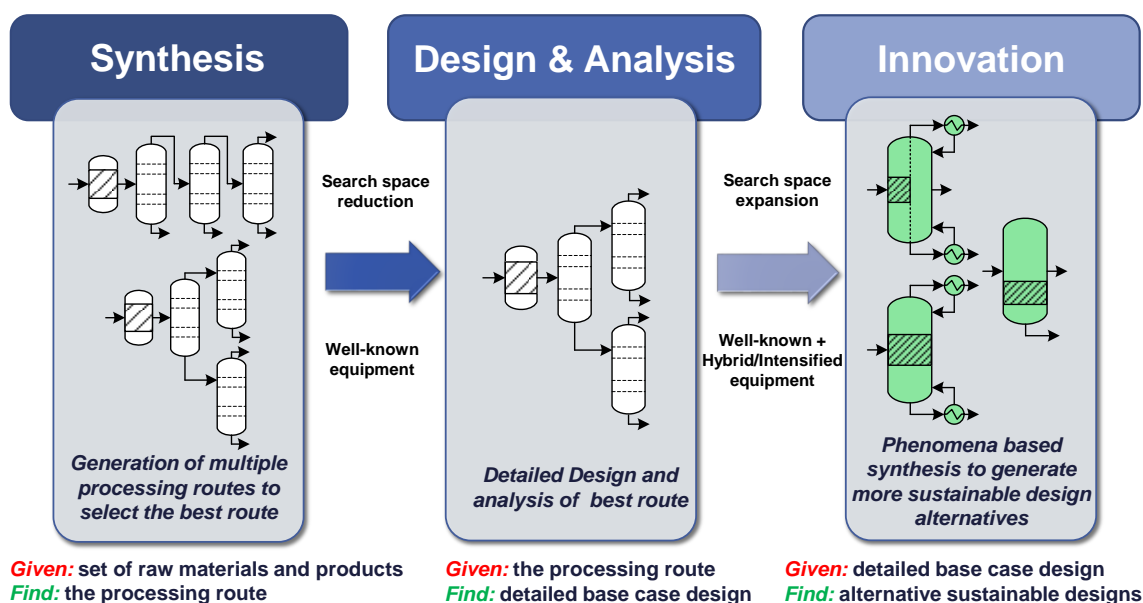 Synthesis
Design & Analysis
Innovation
Search space
reduction
Well-known
equipment
Search space
expansion
Well-known +
Hybrid/Intensified
equipment
Generation of multiple
processing routes to
select the best route
Detailed Design and
analysis of best route
Phenomena based
synthesis to generate
more sustainable design
alternatives
Given: set of raw materials and products
Find: the processing route
Given: the processing route
Find: detailed base case design
Given: detailed base case design
Find: alternative sustainable designs